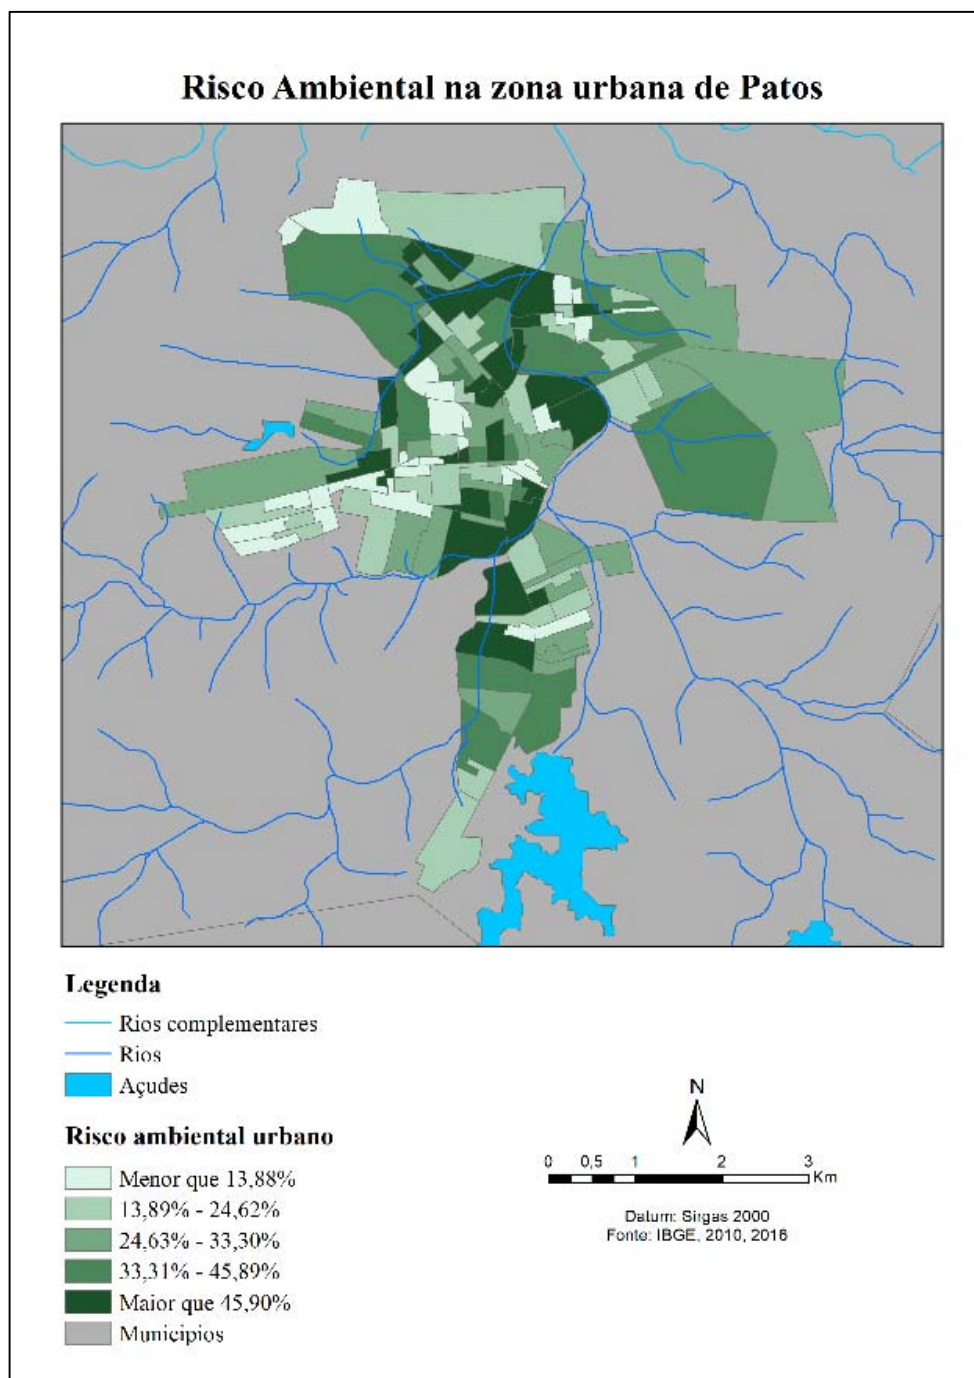 Risco Ambiental na zona urbana de Patos
Legenda
Rios complementares
Rios
Açudes
Risco ambiental urbano
Menor que 13,88%
13,89% - 24,62%
24,63% - 33,30%
33,31% - 45,89%
Maior que 45,90%
Municipios
N
0 0,5 1 2 3
Km
Datum: Sirgas 2000
Fonte: IBGE, 2010, 2016